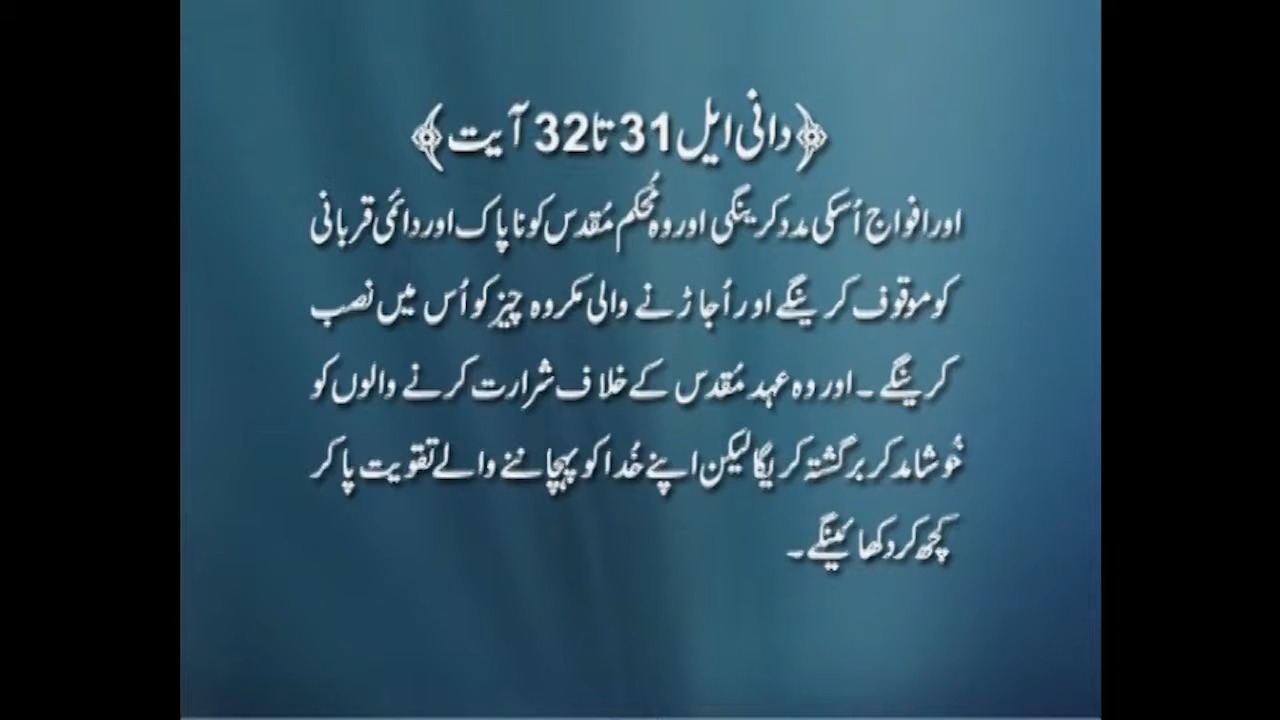 ﴿دانی ایل 31 تا 32 آیت﴾
اور افواج اُسکی مدد کرینگی اور وہ مُحکم مُقدس کو ناپاک اور دائمی قربانی
کو موقوف کرینگے اور اُجاڑنے والی مکروہ چیز کو اُس میں نصب
کرینگے ۔ اور وہ عہد مُقدس کے خلاف شرارت کرنے والوں کو
خُوشامد کر برگشتہ کریگا لیکن اپنے خُدا کو پہچاننے والے تقویت پا کر
کچھ کر دکھائینگے ۔